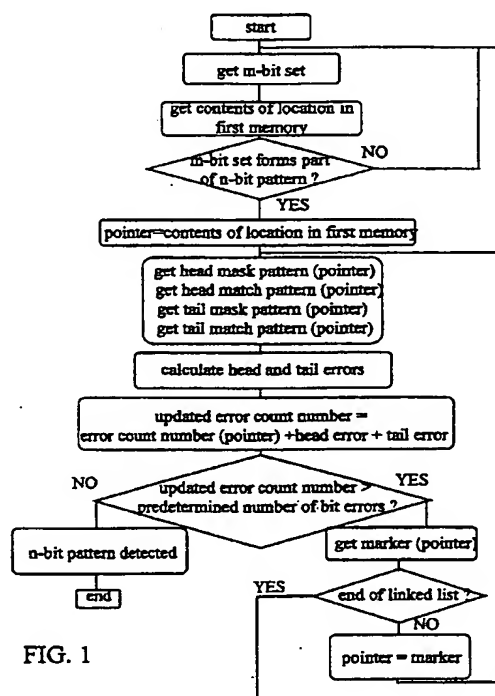 start
get m-bit set
get contents of location in
first memory
m-bit set forms part
of n-bit pattern ?
NO
YES
pointer=contents of location in first memory
get head mask pattern (pointer)
get head match pattern (pointer)
get tail mask pattern (pointer)
get tail match pattern (pointer)
calculate head and tail errors
updated error count number =
error count number (pointer) +head error + tail error
NO
updated error count number >
predetermined number of bit errors ?
YES
n-bit pattern detected
get marker (pointer)
end
YES
end of linked list ?
NO
FIG. 1
pointer = marker